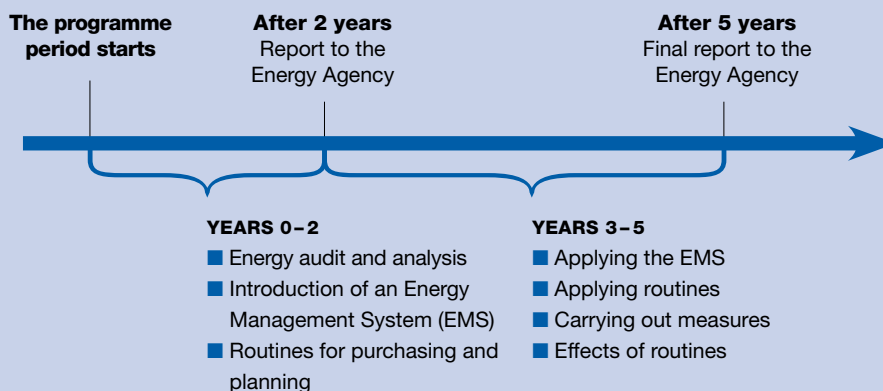 The programme
period starts
After 2 years
Report to the
Energy Agency
After 5 years
Final report to the
Energy Agency
YEARS 0–2
■ Energy audit and analysis
■ Introduction of an Energy
Management System (EMS)
■ Routines for purchasing and
planning
YEARS 3–5
■ Applying the EMS
■ Applying routines
■ Carrying out measures
■ Effects of routines